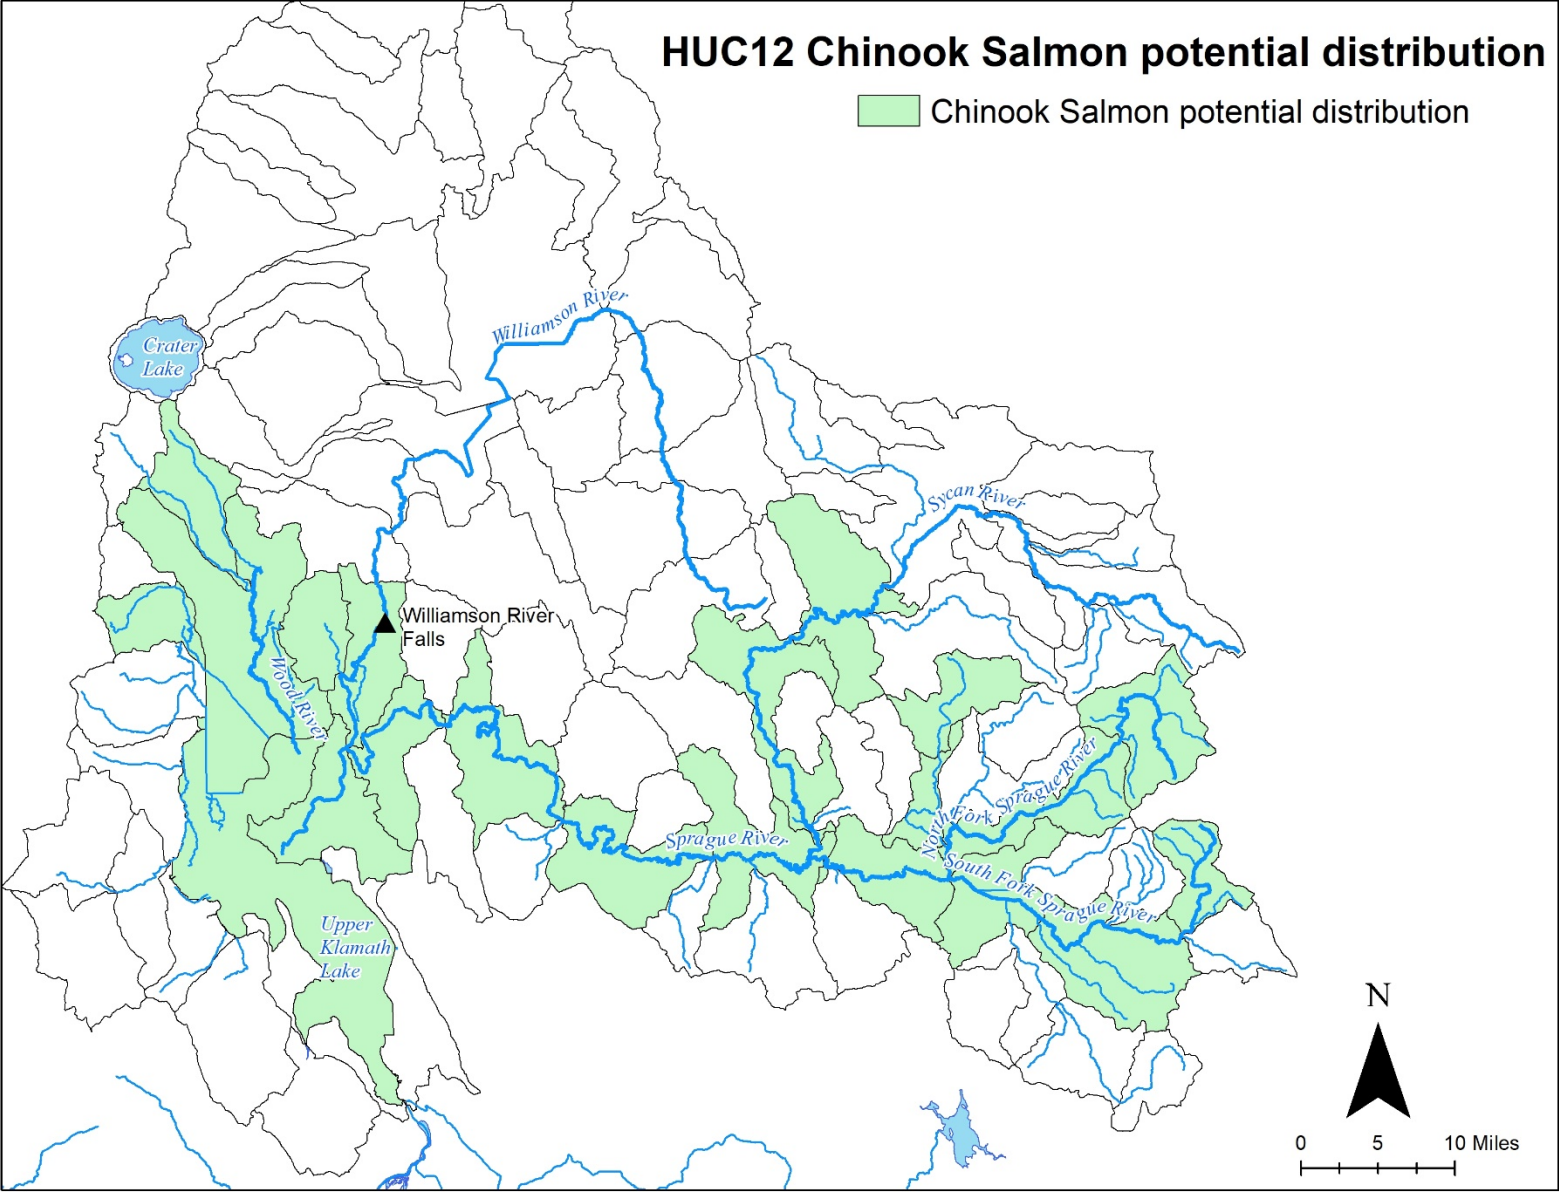 HUC12 Chinook Salmon potential distribution
Chinook Salmon potential distribution
Williamson River
Crater
Lake
Sycan River
Williamson River
Falls
Wood River
North Fork Sprague River
Sprague River
South Fork Sprague River
Upper
Klamath
Lake
N
0 5 10 Miles